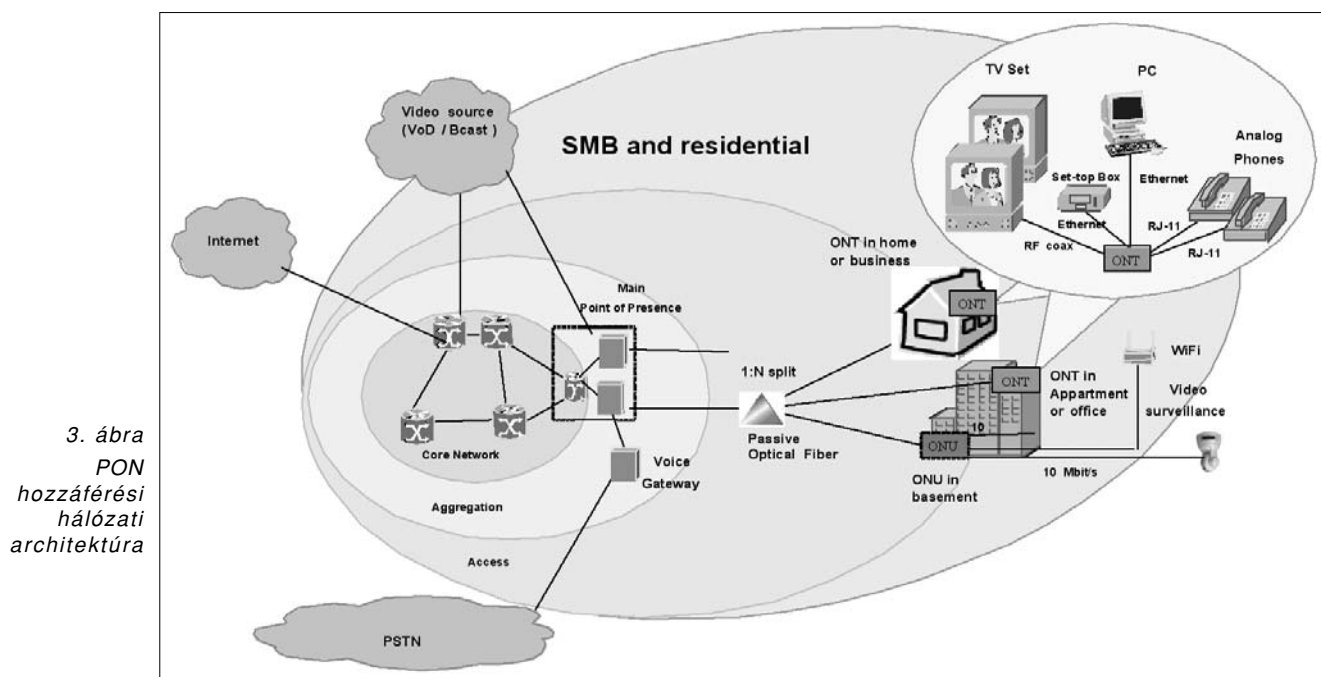 3. ábra
PON
hozzáférési
hálózati
architektúra
Video source
(VoD / Bcast )
Internet
SMB and residential
TV Set
PC
Analog
Phones
Set-top Box
Ethernet
Ethernet
RJ-11
RF coax
ONT
RJ-11
ONT in home
or business
ONT
Main
Point of Presence
1:N split
WiFi
ONT
ONT in
Appartment
or office
Video
surveillance
Passive
Optical Fiber
10
ONU
10 Mbit/s
ONU in
basement
Core Network
Voice
Gateway
Aggregation
Access
PSTN